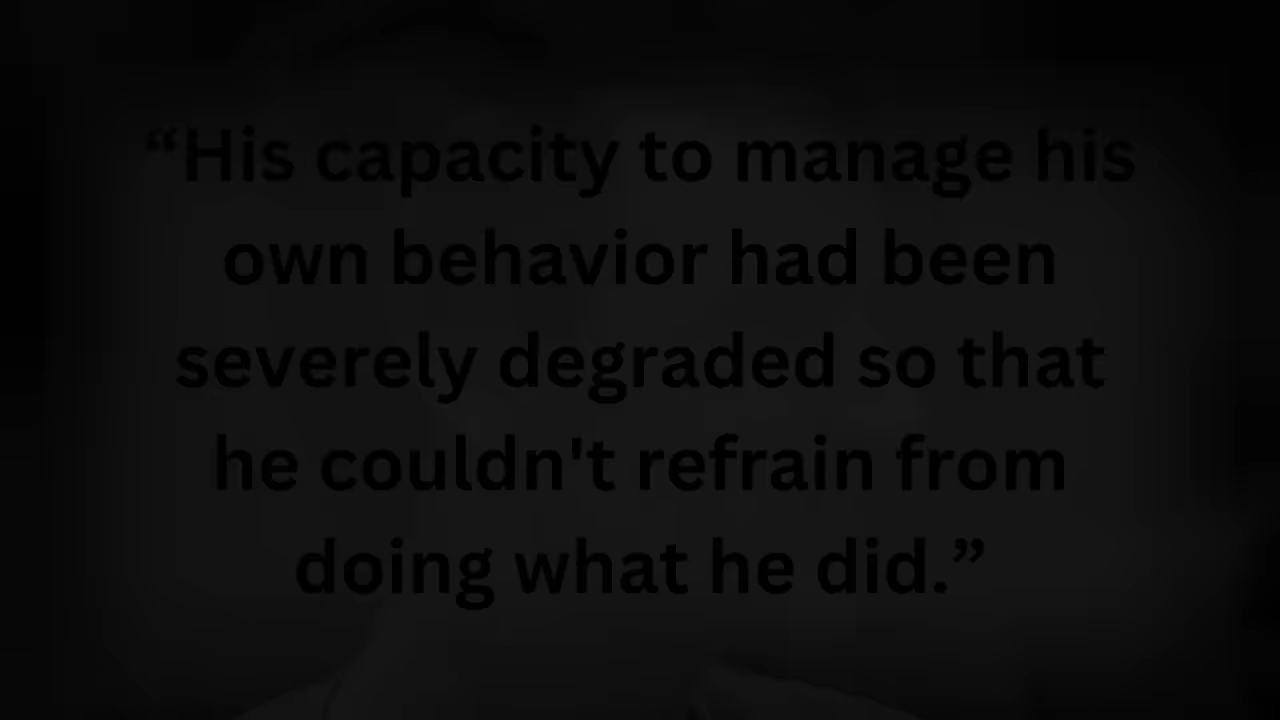 “His capacity to manage his
own behavior had been
severely degraded so that
he couldn't refrain from
doing what he did.”